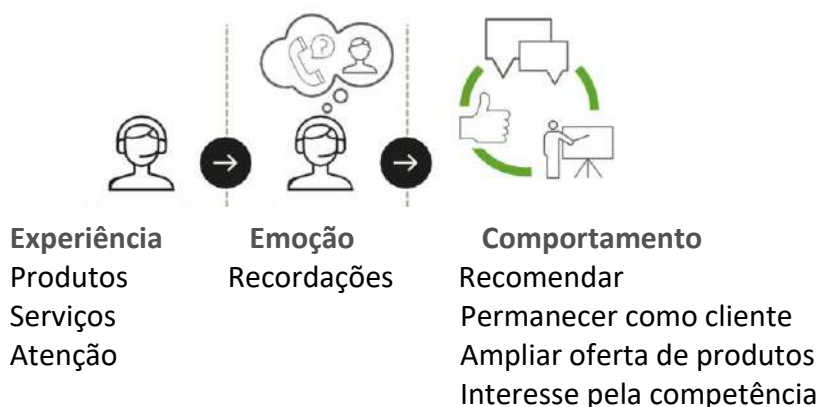 ?
Experiência Emoção Comportamento
Produtos Recordações Recomendar
Serviços Permanecer como cliente
Atenção Ampliar oferta de produtos
Interesse pela competência